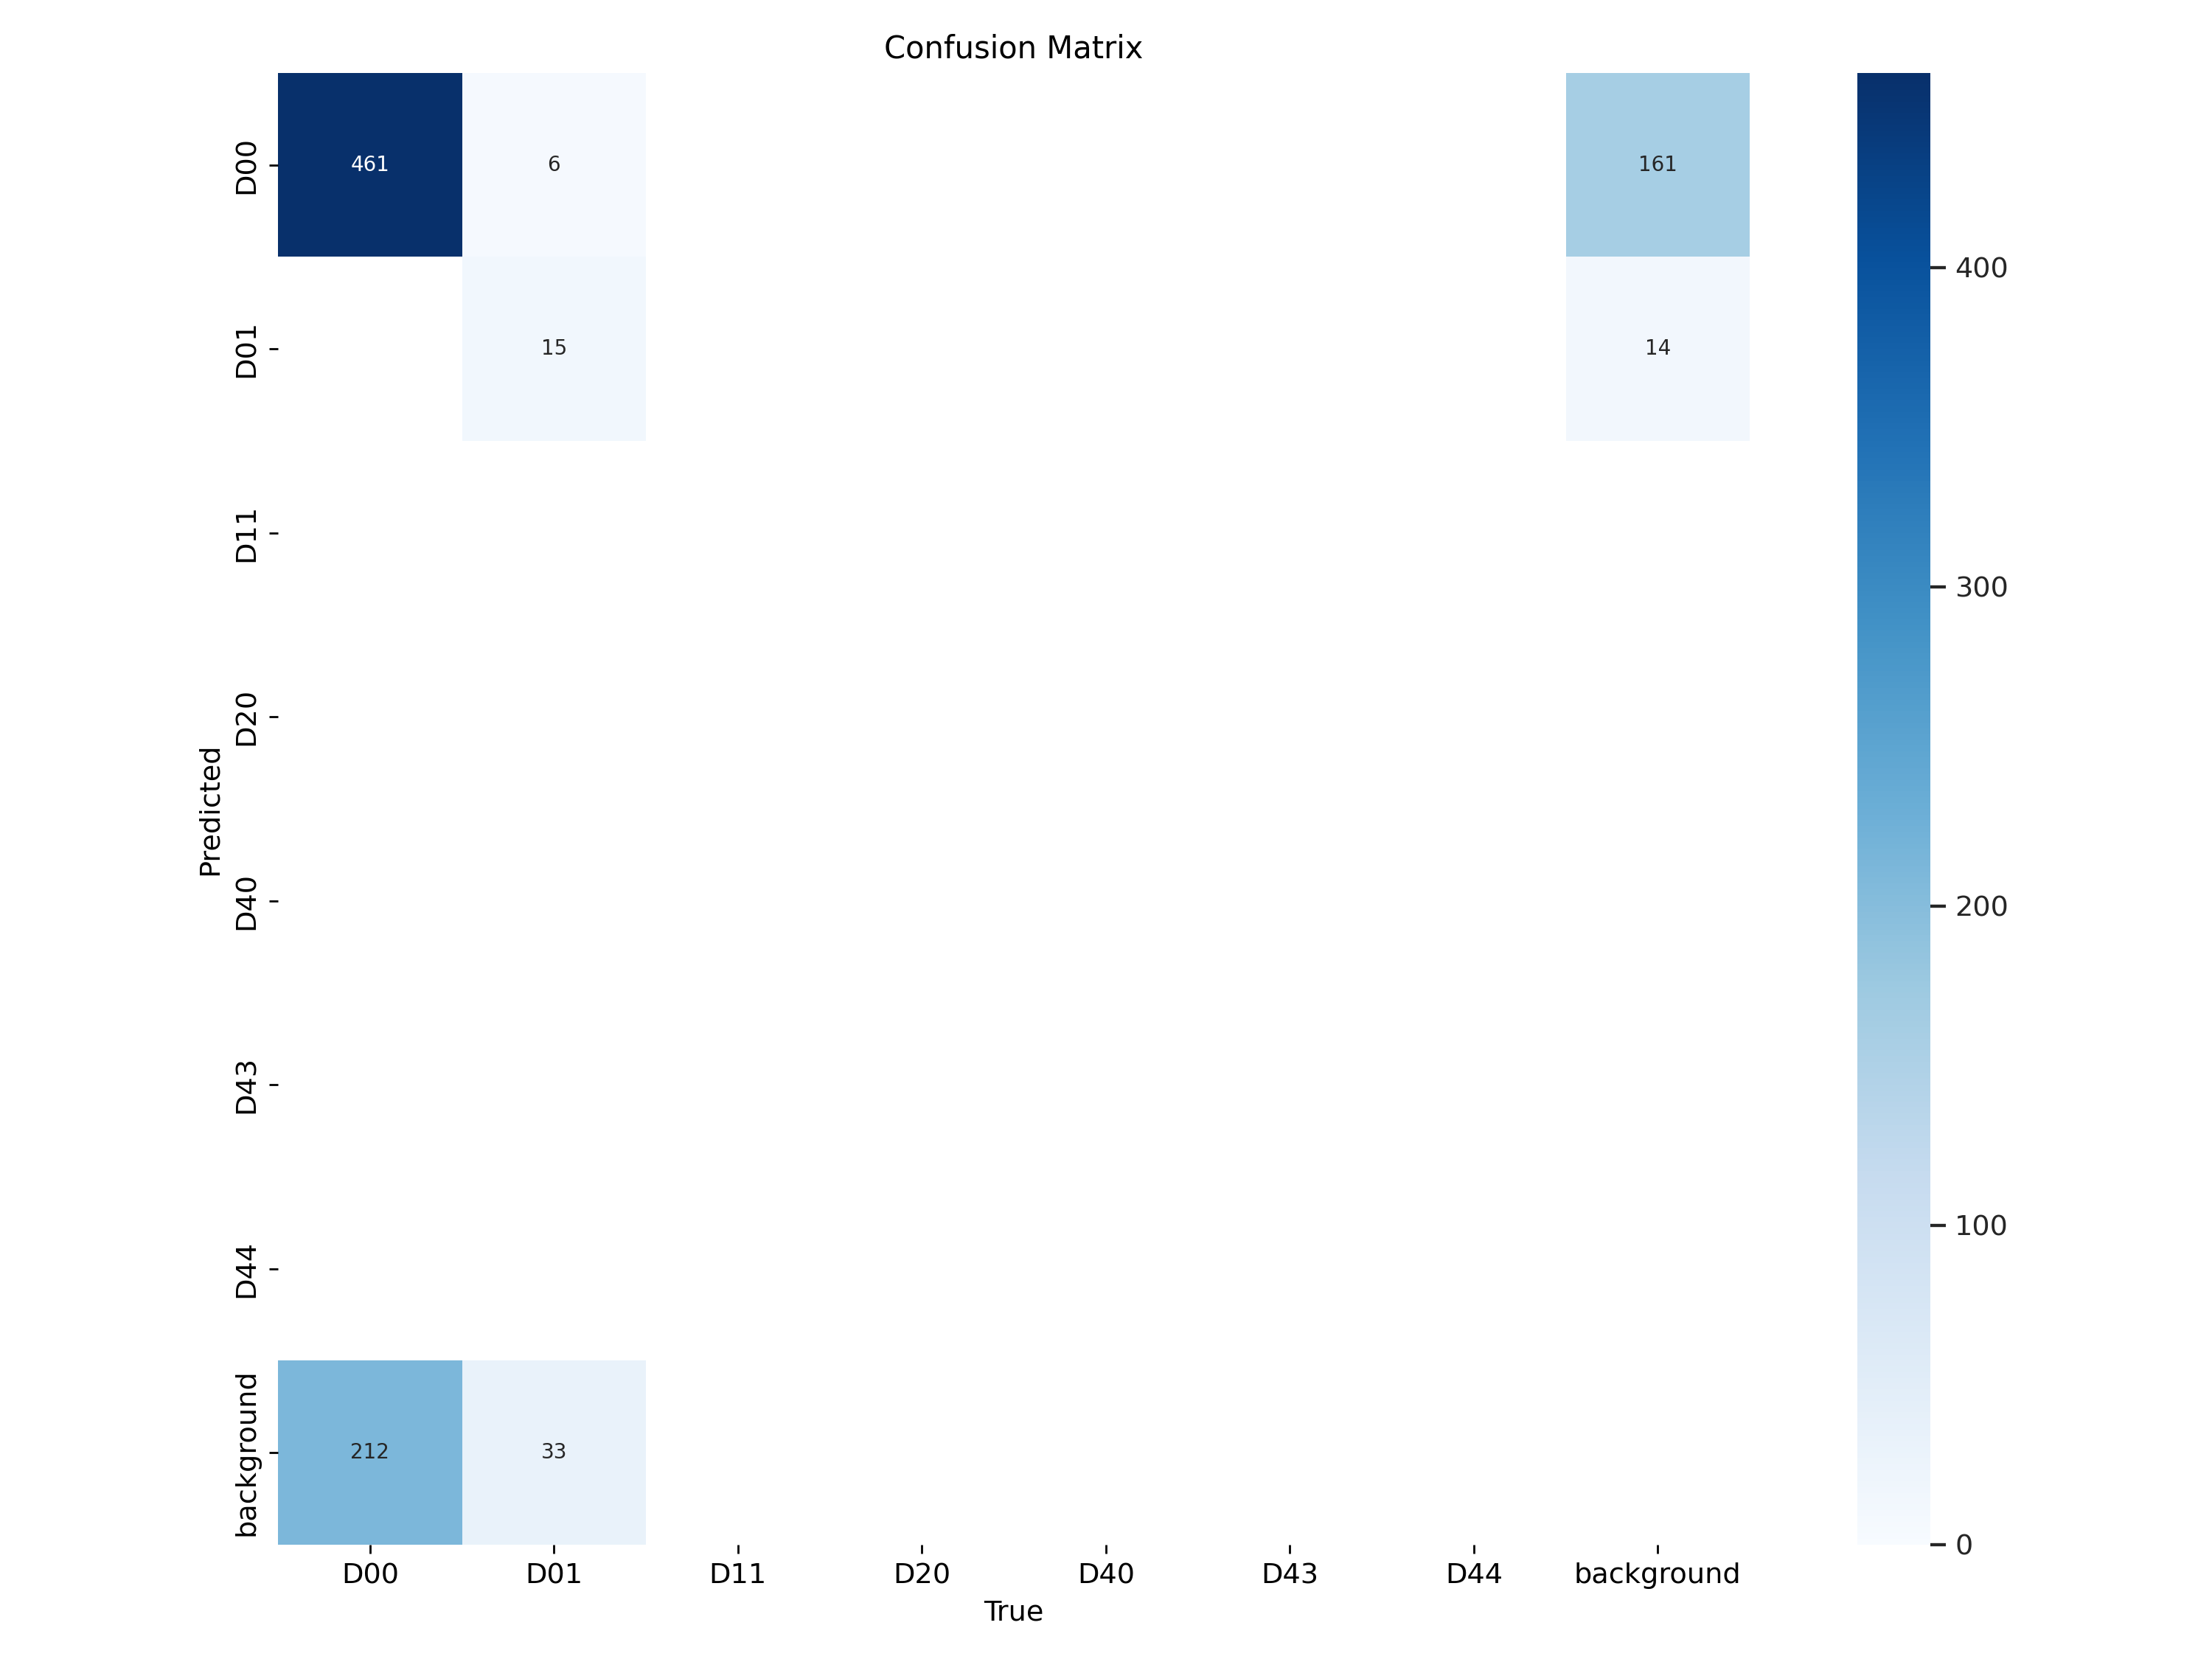 Confusion Matrix
D00
461
6
161
D01
15
14
D11
D20
D40
D43
D44
background
212
33
Predicted
D00 D01 D11 D20 D40 D43 D44 background
True
400
300
200
100
0